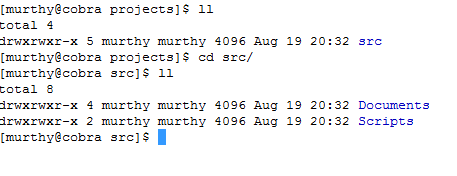 [murthy@cobra projects]$ ll
total 4
drwxrwxr-x 5 murthy murthy 4096 Aug 19 20:32 src
[murthy@cobra projects]$ cd src/
[murthy@cobra src]$ ll
total 8
drwxrwxr-x 4 murthy murthy 4096 Aug 19 20:32 Documents
drwxrwxr-x 2 murthy murthy 4096 Aug 19 20:32 Scripts
[murthy@cobra src]$